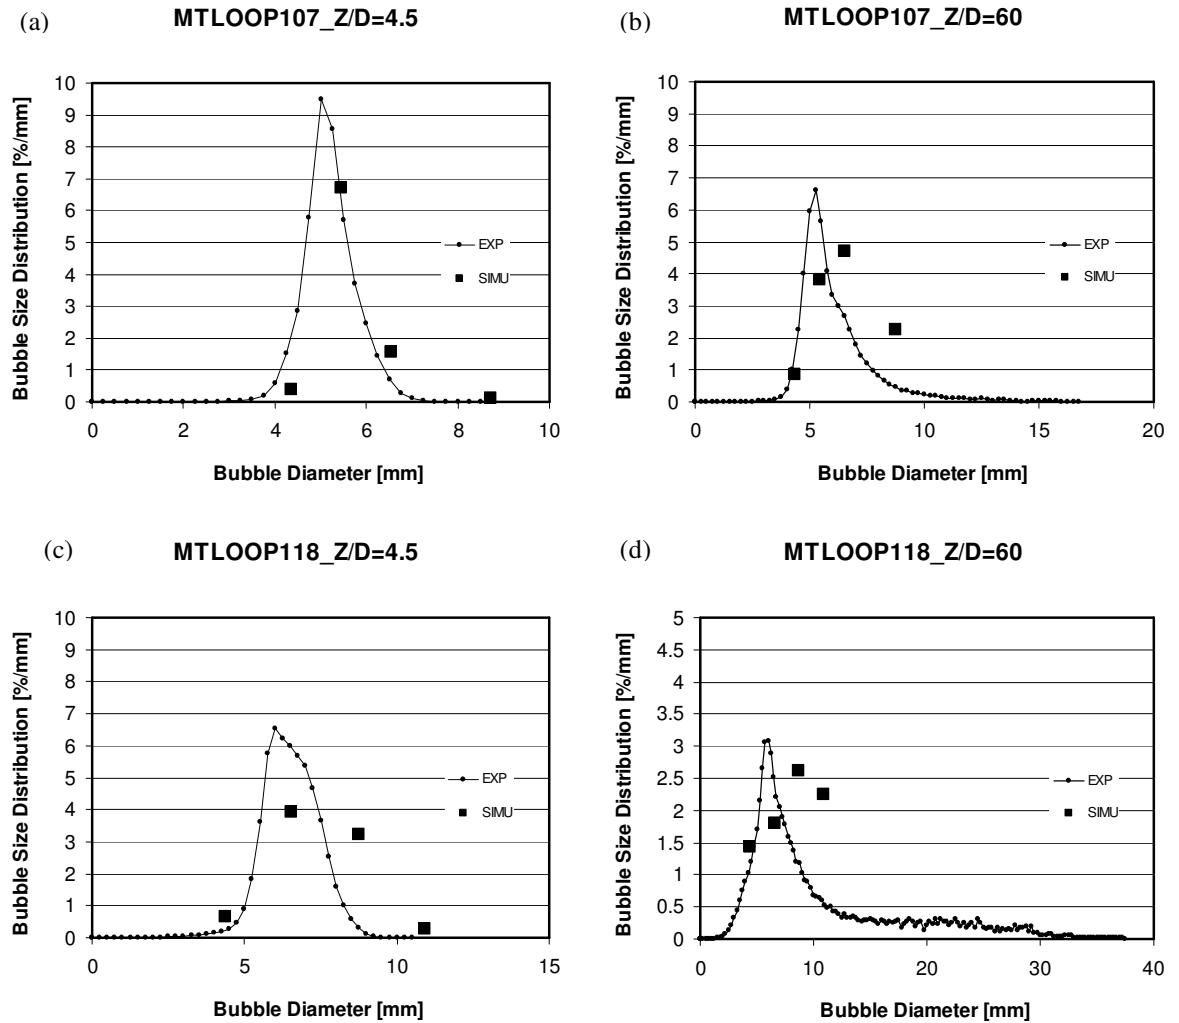 (a) MTLOOP107_Z/D=4.5
10
9
8
7
6
5
4
3
2
1
0
0 2 4 6 8 10
Bubble Size Distribution [%/mm]
Bubble Diameter [mm]
EXP
SIMU
(b) MTLOOP107_Z/D=60
10
9
8
7
6
5
4
3
2
1
0
0 5 10 15 20
Bubble Size Distribution [%/mm]
Bubble Diameter [mm]
EXP
SIMU
(c) MTLOOP118_Z/D=4.5
10
9
8
7
6
5
4
3
2
1
0
0 5 10 15
Bubble Size Distribution [%/mm]
Bubble Diameter [mm]
EXP
SIMU
(d) MTLOOP118_Z/D=60
5
4.5
4
3.5
3
2.5
2
1.5
1
0.5
0
0 10 20 30 40
Bubble Size Distribution [%/mm]
Bubble Diameter [mm]
EXP
SIMU